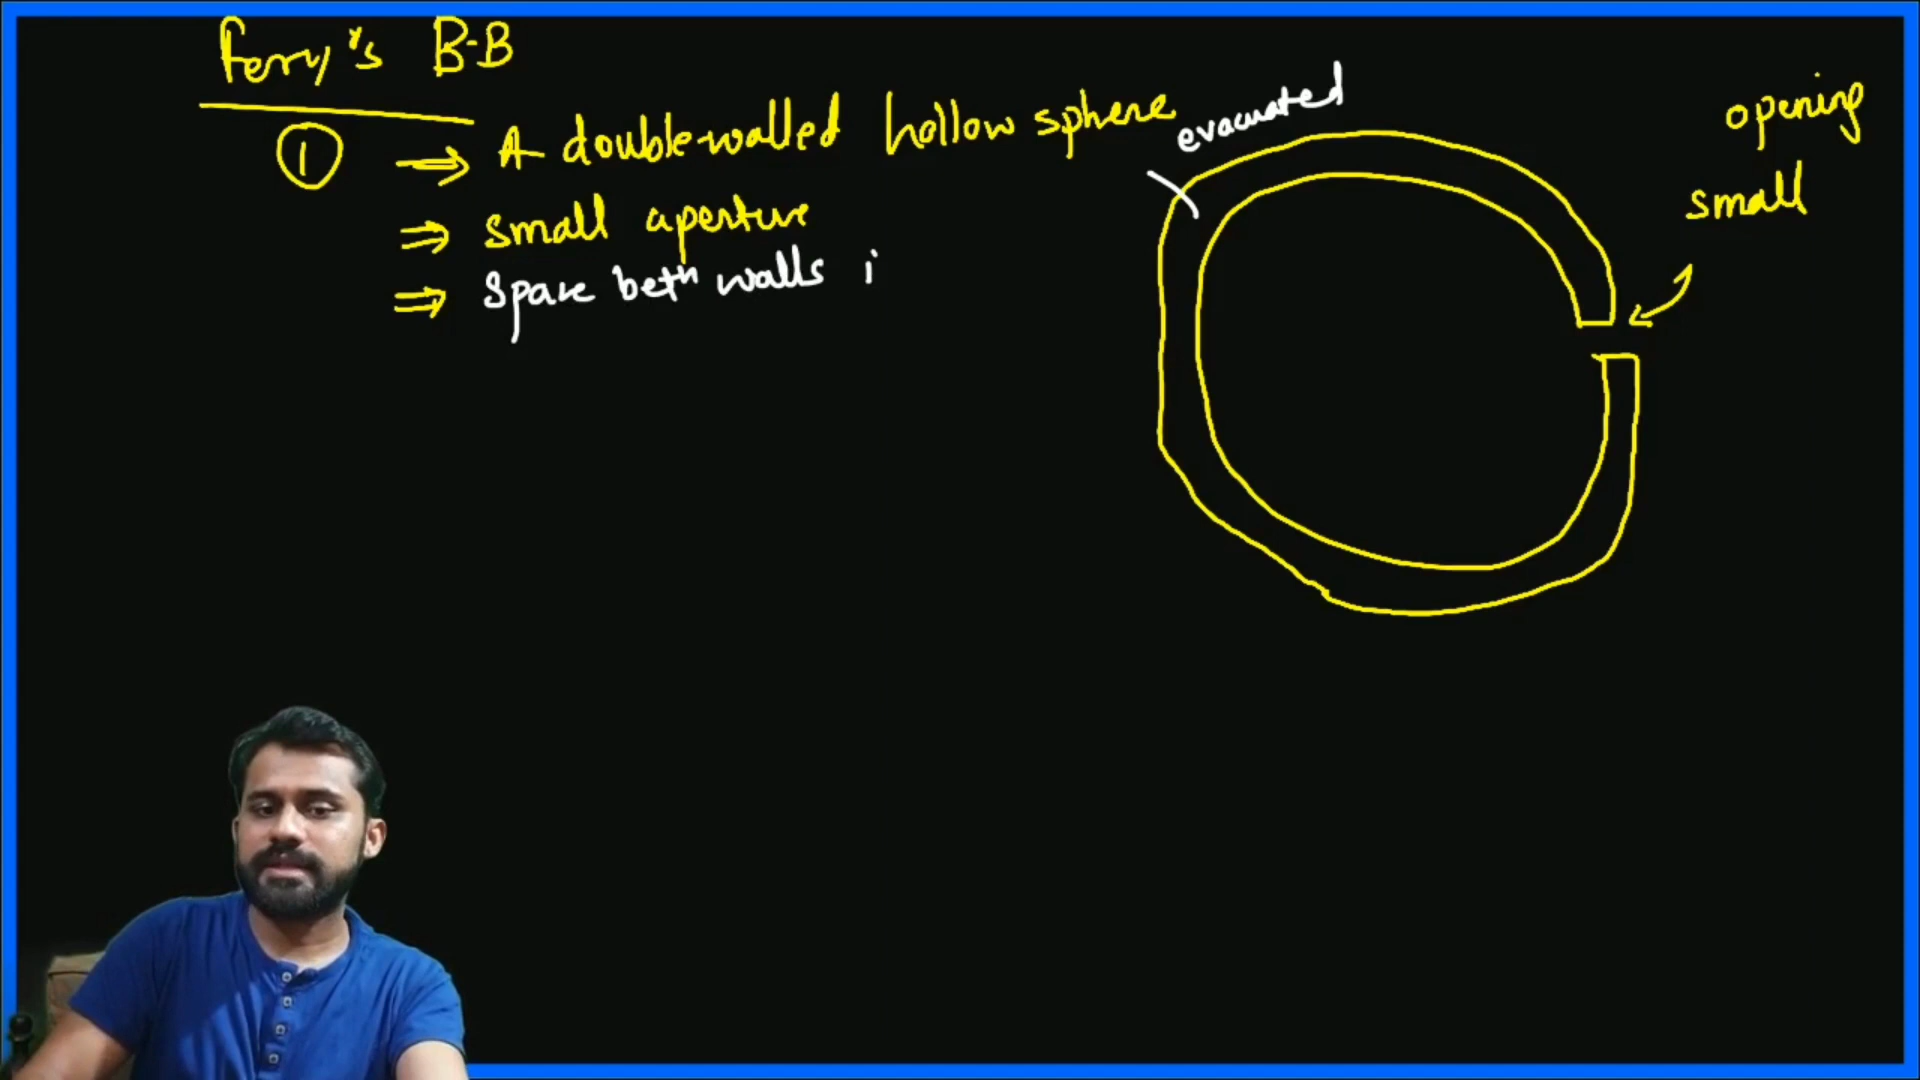 Ferry's B-B
① → A double-walled hollow sphere
⇒ small aperture
⇒ Space betn walls i
evacuated
opening
small